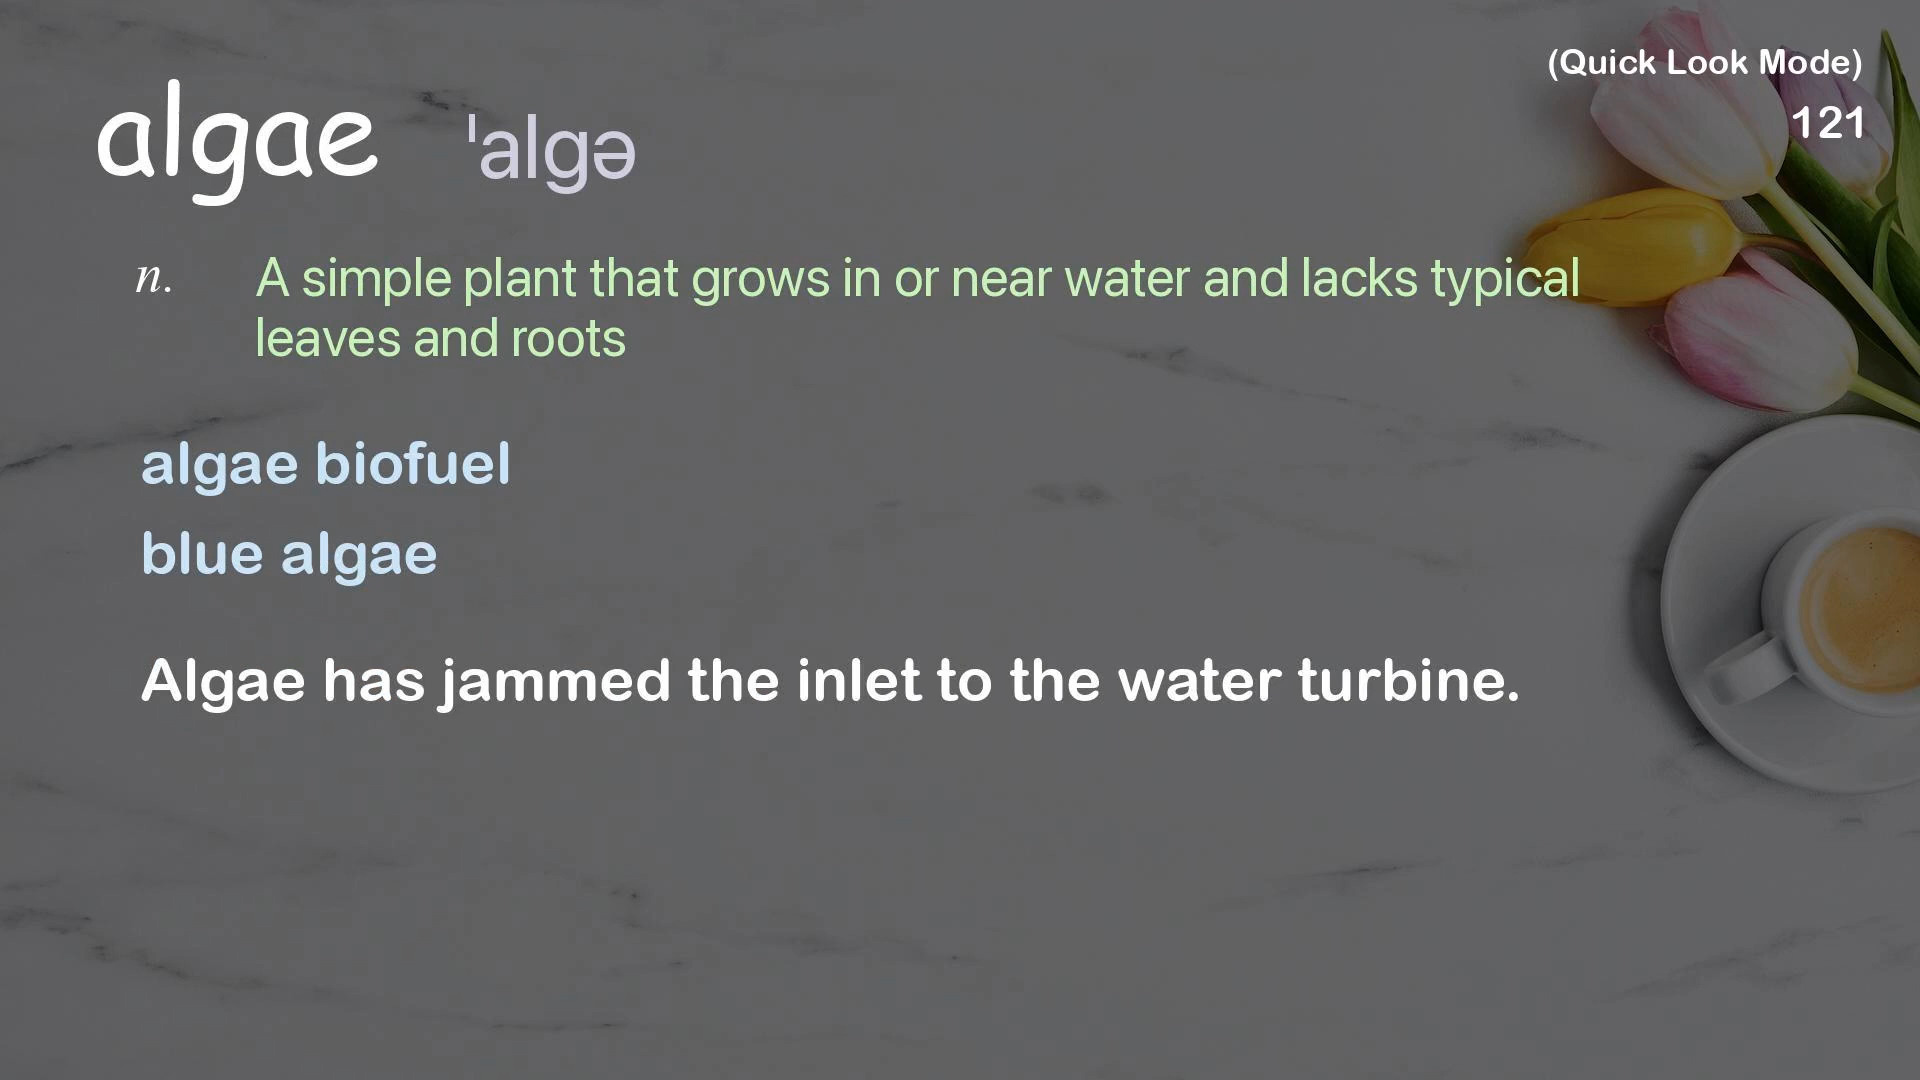 (Quick Look Mode)
121
algae ˈalgə
n. A simple plant that grows in or near water and lacks typical
leaves and roots
algae biofuel
blue algae
Algae has jammed the inlet to the water turbine.